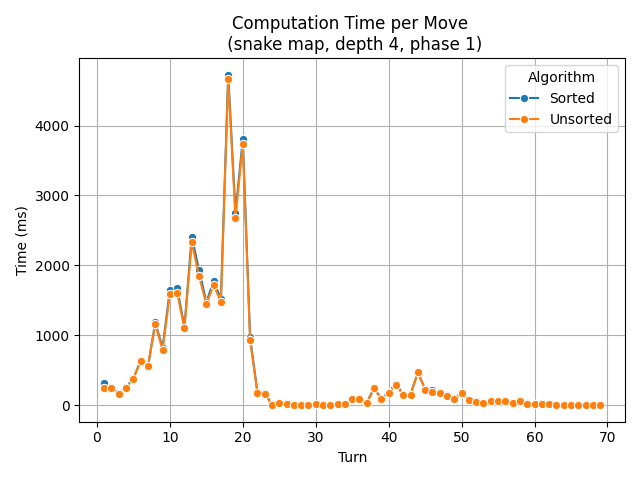 Computation Time per Move
(snake map, depth 4, phase 1)
Algorithm
Sorted
Unsorted
Time (ms)
4000
3000
2000
1000
0
0 10 20 30 40 50 60 70
Turn